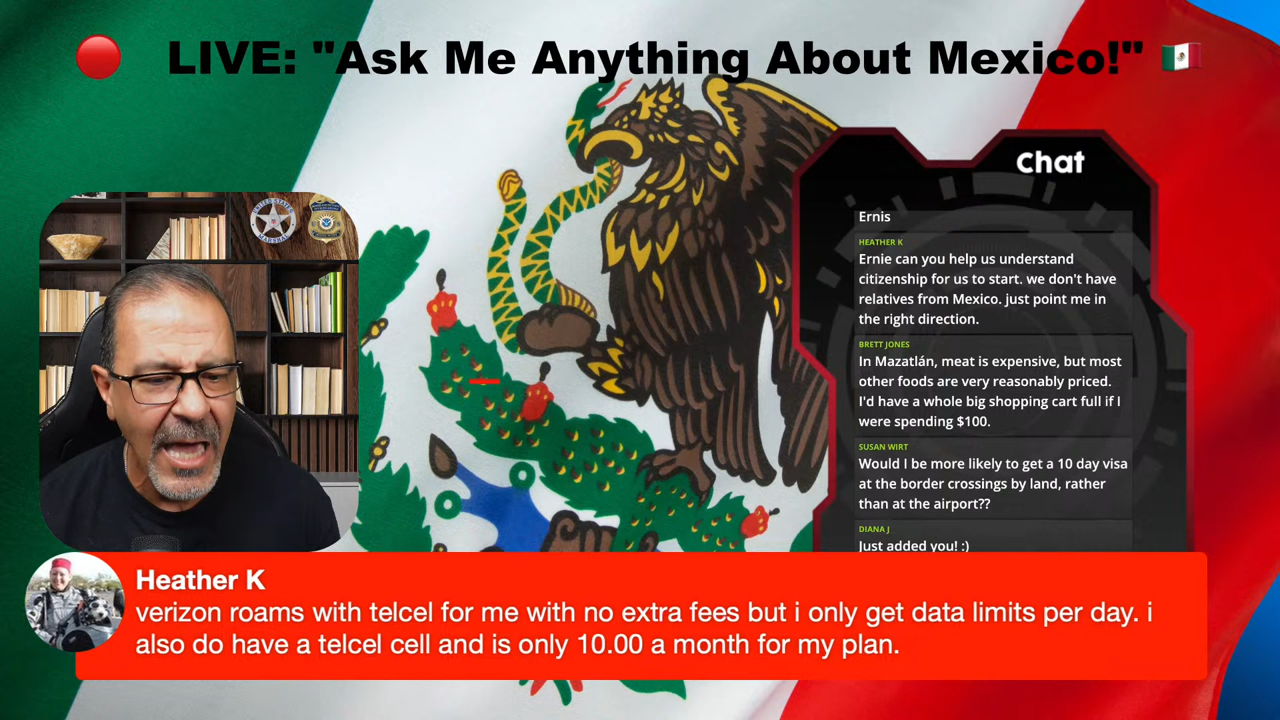 LIVE: "Ask Me Anything About Mexico!"
Chat
UNITED STATES
MARSHAL
Ernis
HEATHER K
Ernie can you help us understand
citizenship for us to start. we don't have
relatives from Mexico. just point me in
the right direction.
BRETT JONES
In Mazatlán, meat is expensive, but most
other foods are very reasonably priced.
I'd have a whole big shopping cart full if I
were spending $100.
SUSAN WIRT
Would I be more likely to get a 10 day visa
at the border crossings by land, rather
than at the airport??
DIANA J
Just added you! :)
Heather K
verizon roams with telcel for me with no extra fees but i only get data limits per day. i
also do have a telcel cell and is only 10.00 a month for my plan.